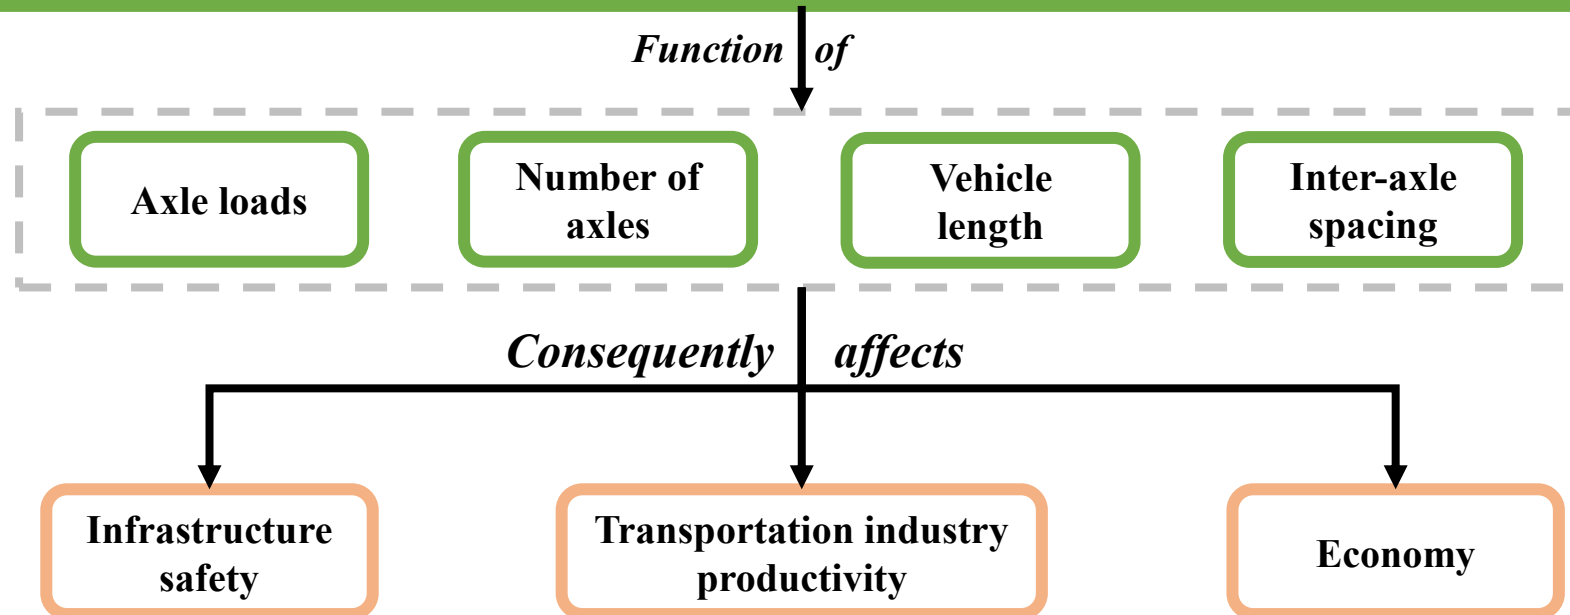 Function of
Axle loads
Number of
axles
Vehicle
length
Inter-axle
spacing
Consequently affects
Infrastructure
safety
Transportation industry
productivity
Economy